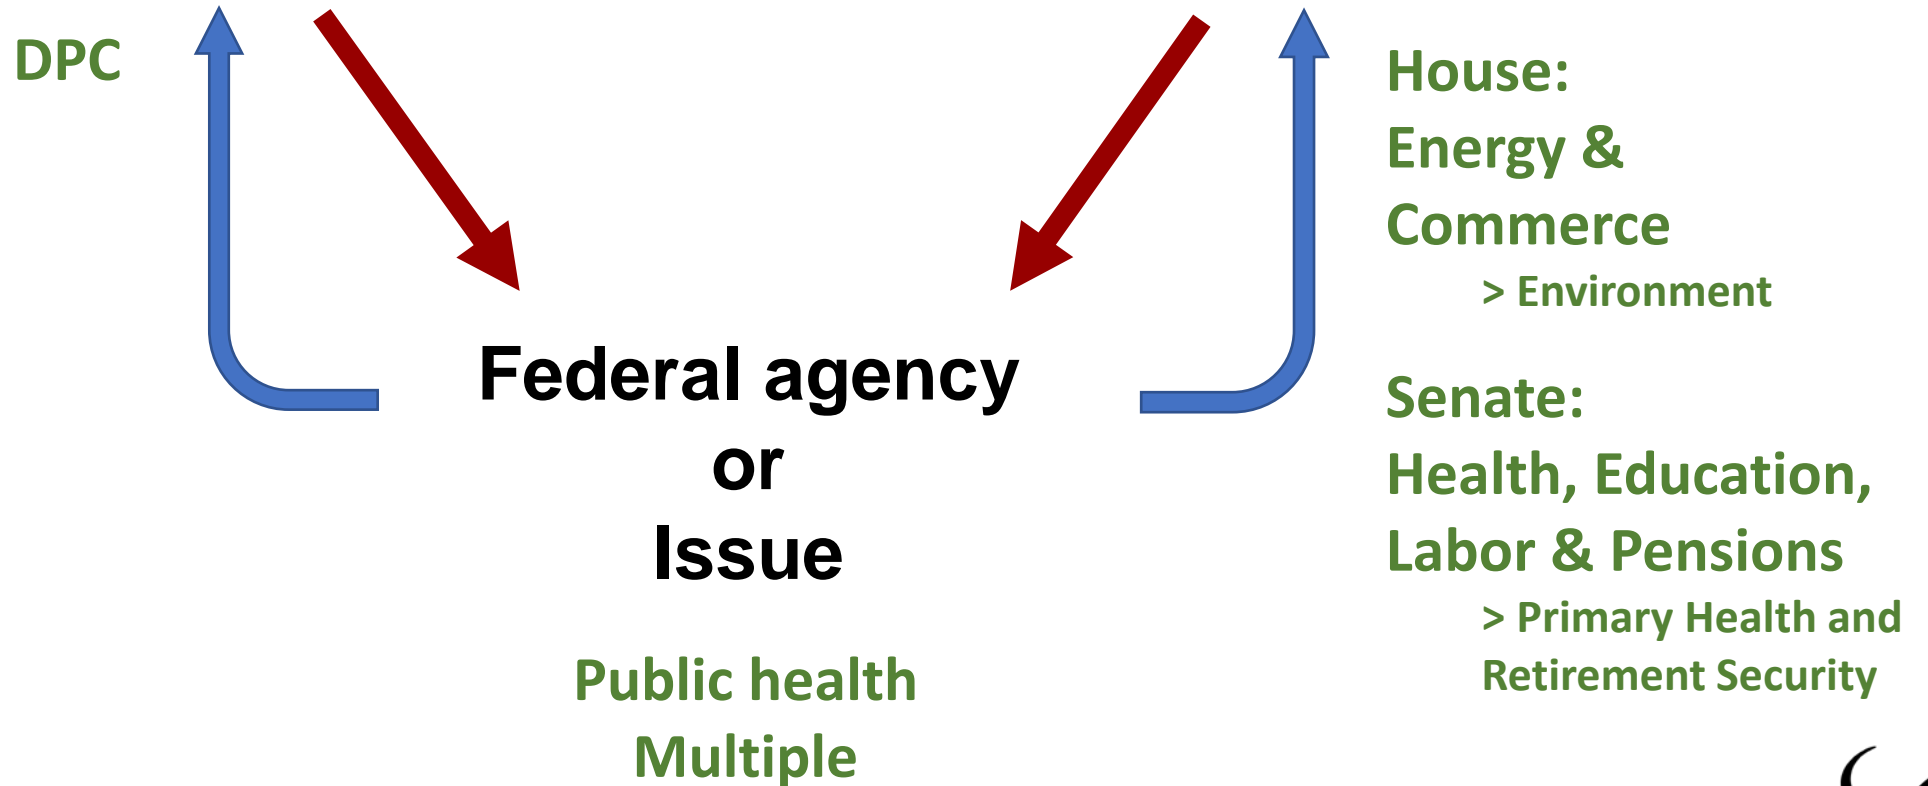 DPC
House:
Energy &
Commerce
> Environment
Federal agency
or
Issue
Senate:
Health, Education,
Labor & Pensions
> Primary Health and
Retirement Security
Public health
Multiple